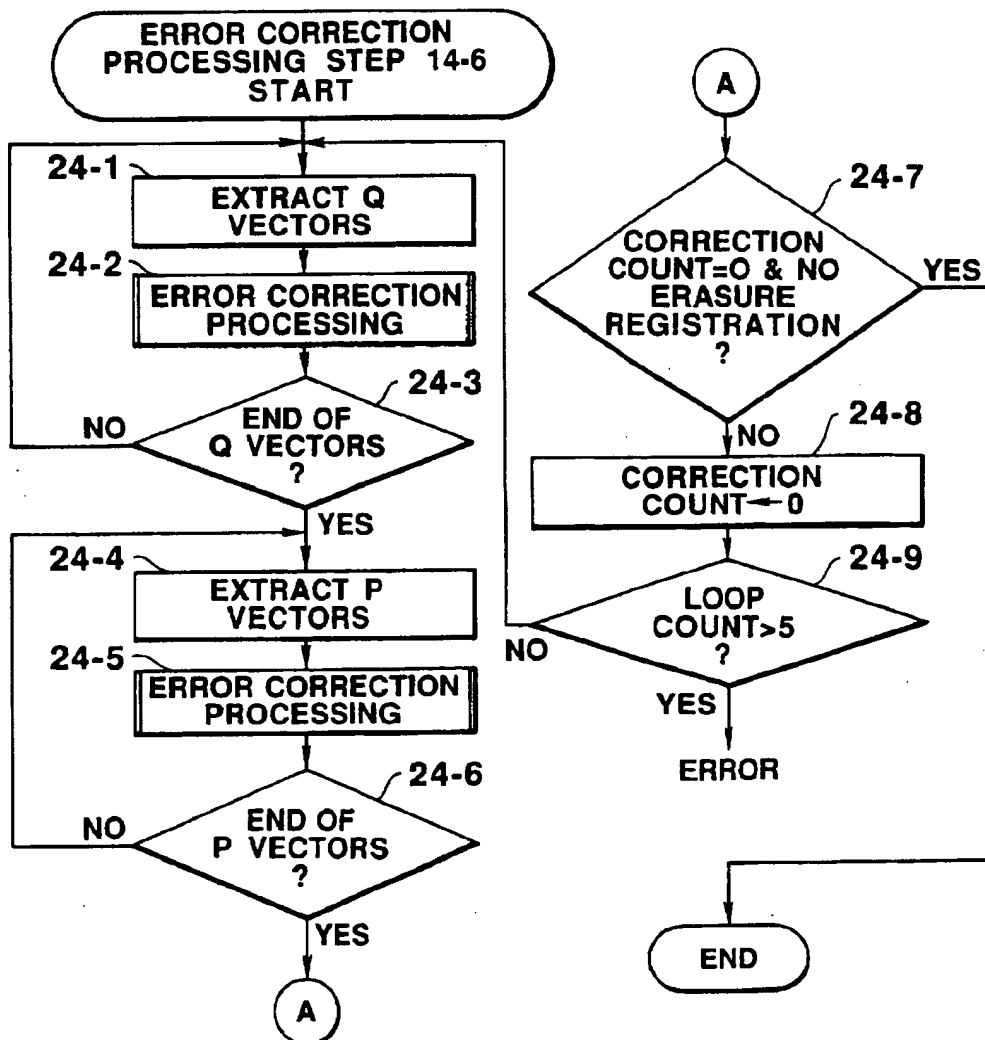 ERROR CORRECTION
PROCESSING STEP 14-6
START
24-1
EXTRACT Q
VECTORS
24-2
ERROR CORRECTION
PROCESSING
24-3
END OF
Q VECTORS
?
NO
YES
24-4
EXTRACT P
VECTORS
24-5
ERROR CORRECTION
PROCESSING
24-6
END OF
P VECTORS
?
NO
YES
A
A
24-7
CORRECTION
COUNT=0 & NO
ERASURE
REGISTRATION
?
YES
NO
24-8
CORRECTION
COUNT←0
24-9
LOOP
COUNT>5
?
NO
YES
ERROR
END